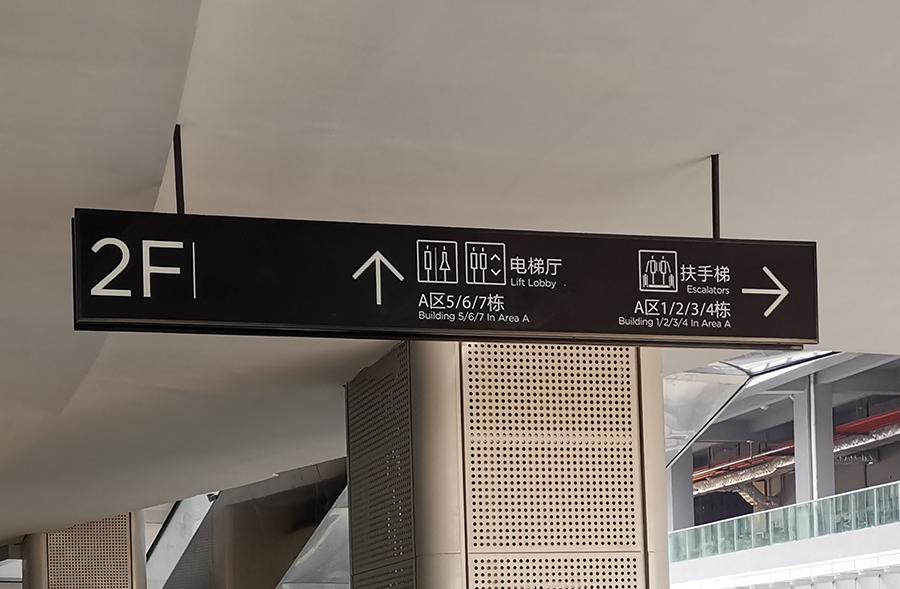 2F
电梯厅
Lift Lobby
A区5/6/7栋
Building 5/6/7 In Area A
扶手梯
Escalators
A区1/2/3/4栋
Building 1/2/3/4 In Area A